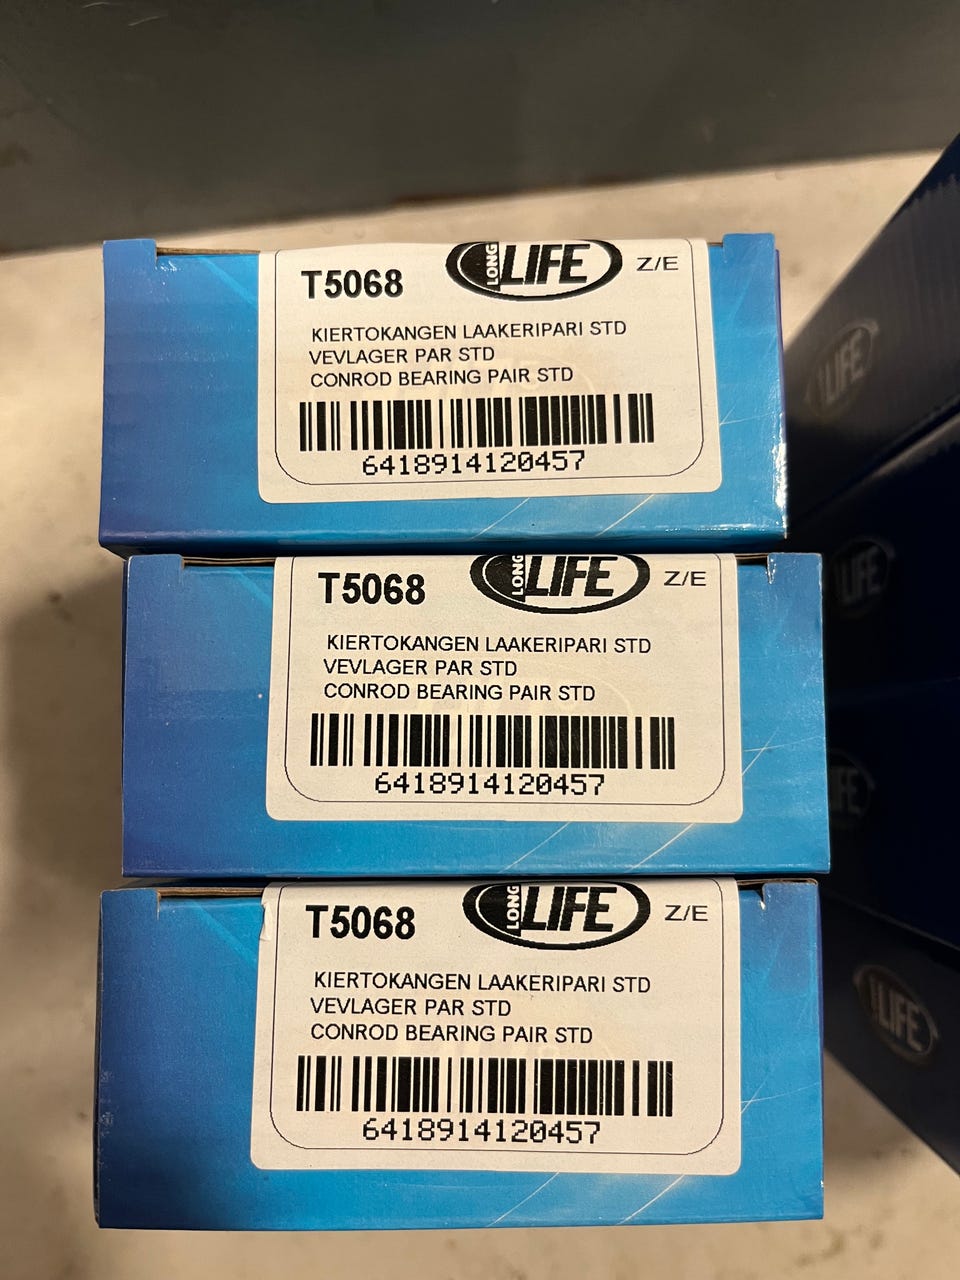 T5068 LONG LIFE Z/E
KIERTOKANGEN LAAKERIPARI STD
VEVLAGER PAR STD
CONROD BEARING PAIR STD
6418914120457
T5068 LONG LIFE Z/E
KIERTOKANGEN LAAKERIPARI STD
VEVLAGER PAR STD
CONROD BEARING PAIR STD
6418914120457
T5068 LONG LIFE Z/E
KIERTOKANGEN LAAKERIPARI STD
VEVLAGER PAR STD
CONROD BEARING PAIR STD
6418914120457
LIFE
LIFE
LIFE
LIFE